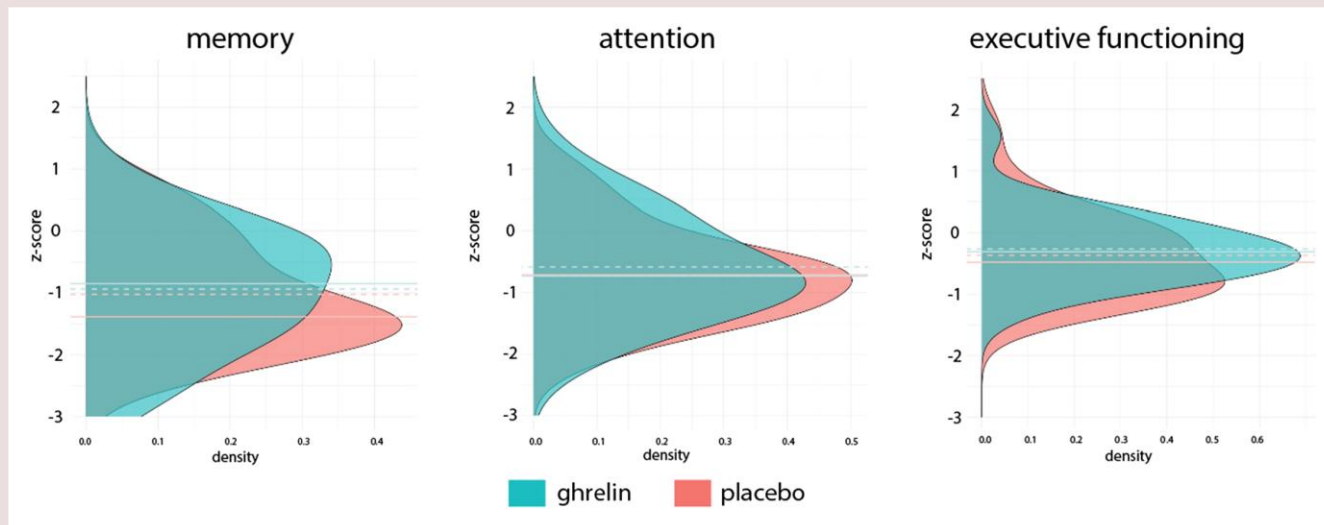 memory
attention
executive functioning
z-score
2
1
0
-1
-2
-3
0.0 0.1 0.2 0.3 0.4
density
z-score
2
1
0
-1
-2
-3
0.0 0.1 0.2 0.3 0.4 0.5
density
z-score
2
1
0
-1
-2
-3
0.0 0.1 0.2 0.3 0.4 0.5 0.6
density
ghrelin
placebo